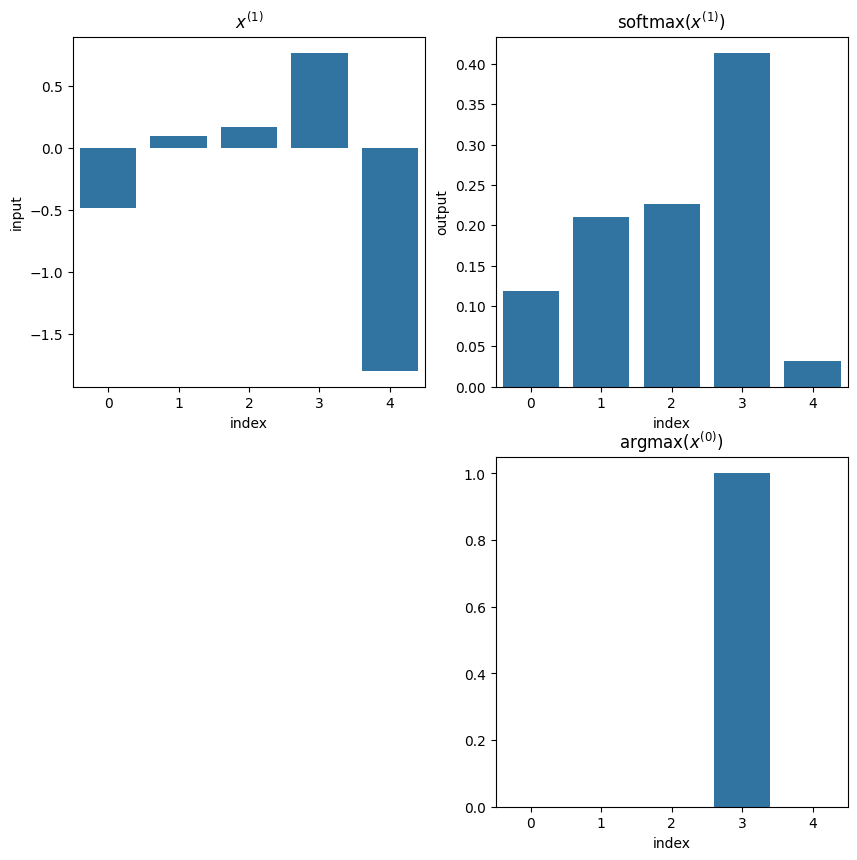 x^(1)
0.5
0.0
−0.5
−1.0
−1.5
input
0 1 2 3 4
index
softmax(x^(1))
0.40
0.35
0.30
0.25
0.20
0.15
0.10
0.05
0.00
output
0 1 2 3 4
index
argmax(x^(0))
1.0
0.8
0.6
0.4
0.2
0.0
0 1 2 3 4
index